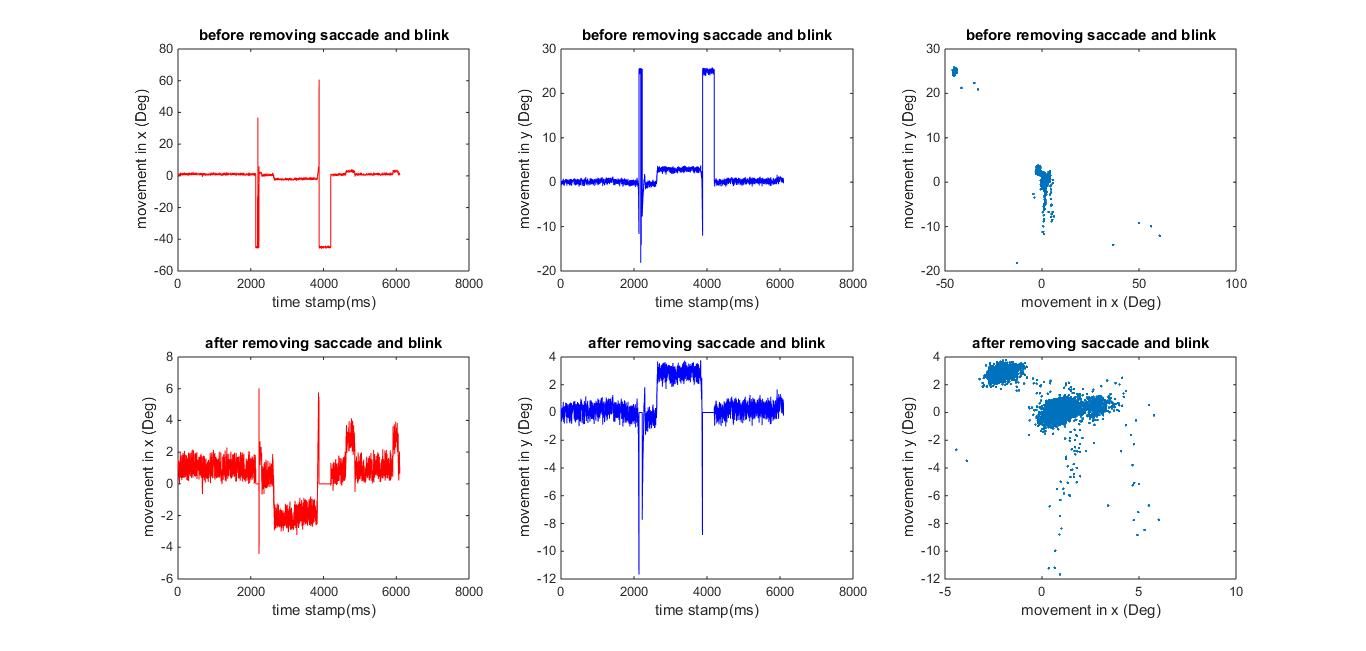 before removing saccade and blink
movement in x (Deg)
80
60
40
20
0
-20
-40
-60
0 2000 4000 6000 8000
time stamp(ms)
before removing saccade and blink
movement in y (Deg)
30
20
10
0
-10
-20
0 2000 4000 6000 8000
time stamp(ms)
before removing saccade and blink
movement in y (Deg)
30
20
10
0
-10
-20
-50 0 50 100
movement in x (Deg)
after removing saccade and blink
movement in x (Deg)
8
6
4
2
0
-2
-4
-6
0 2000 4000 6000 8000
time stamp(ms)
after removing saccade and blink
movement in y (Deg)
4
2
0
-2
-4
-6
-8
-10
-12
0 2000 4000 6000 8000
time stamp(ms)
after removing saccade and blink
movement in y (Deg)
4
2
0
-2
-4
-6
-8
-10
-12
-5 0 5 10
movement in x (Deg)